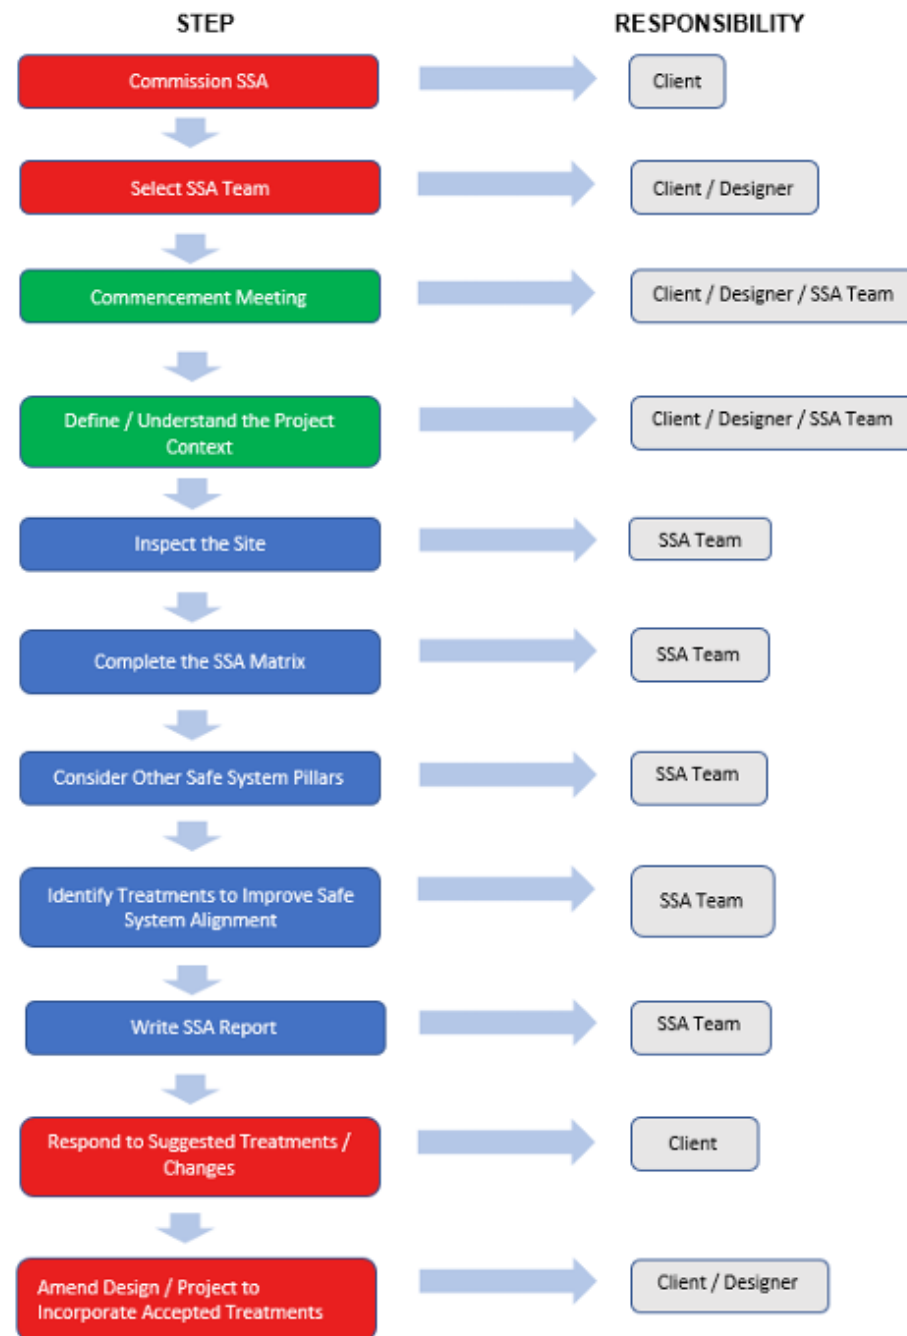 STEP RESPONSIBILITY
Commission SSA Client
Select SSA Team Client / Designer
Commencement Meeting Client / Designer / SSA Team
Define / Understand the Project
Context
Client / Designer / SSA Team
Inspect the Site SSA Team
Complete the SSA Matrix SSA Team
Consider Other Safe System Pillars SSA Team
Identify Treatments to Improve Safe
System Alignment
SSA Team
Write SSA Report SSA Team
Respond to Suggested Treatments /
Changes
Client
Amend Design / Project to
Incorporate Accepted Treatments
Client / Designer